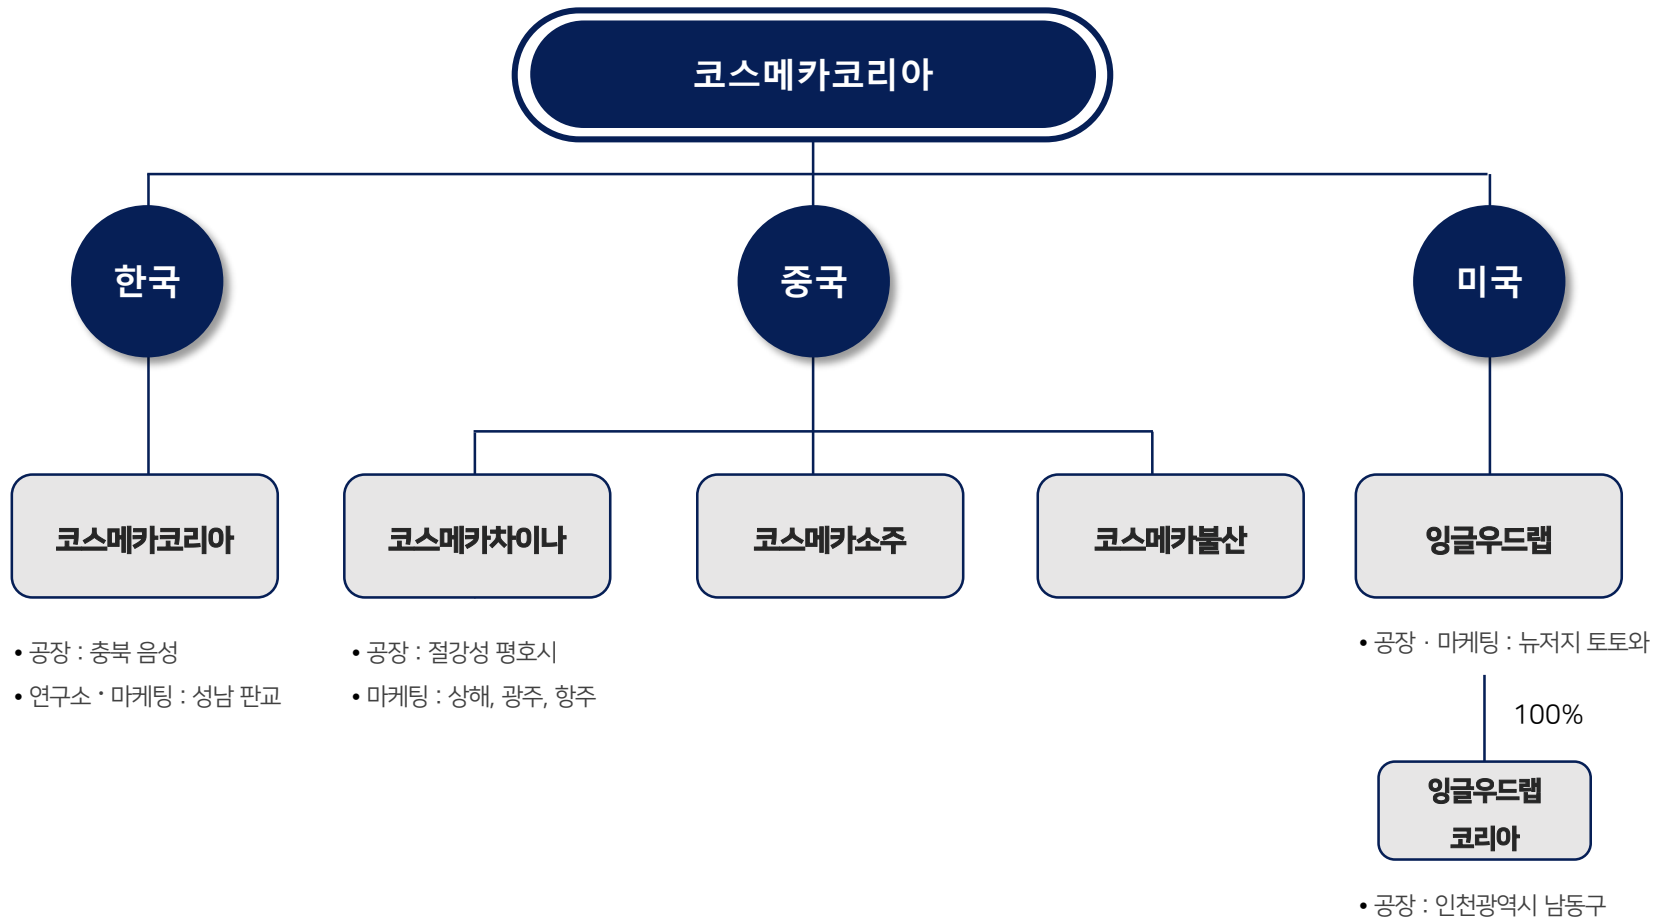 코스메카코리아
한국
중국
미국
코스메카코리아
코스메카차이나
코스메카소주
코스메카불산
잉글우드랩
• 공장 : 충북 음성
• 연구소 · 마케팅 : 성남 판교
• 공장 : 절강성 평호시
• 마케팅 : 상해, 광주, 항주
• 공장 · 마케팅 : 뉴저지 토토와
100%
잉글우드랩
코리아
• 공장 : 인천광역시 남동구